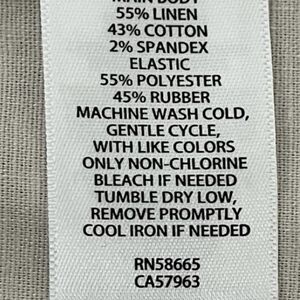 MAIN BODY
55% LINEN
43% COTTON
2% SPANDEX
ELASTIC
55% POLYESTER
45% RUBBER
MACHINE WASH COLD,
GENTLE CYCLE,
WITH LIKE COLORS
ONLY NON-CHLORINE
BLEACH IF NEEDED
TUMBLE DRY LOW,
REMOVE PROMPTLY
COOL IRON IF NEEDED
RN58665
CA57963